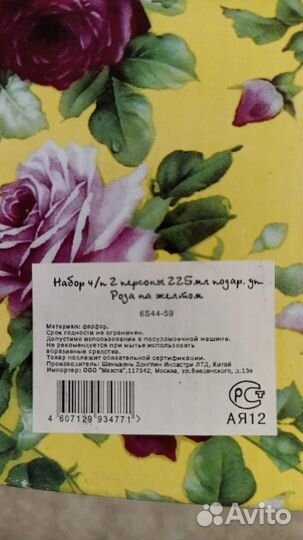 Набор ч/п 2 персоны 225мл подар. уп.
Роза на желтом
6S44-59
Материал: фарфор.
Срок годности не ограничен.
Допустимо использование в посудомоечной машине.
Не рекомендуется при мытье использовать
абразивные средства.
Товар подлежит обязательной сертификации.
Производитель: Шеньжень Донглин Индастри ЛТД, Китай
Импортер: ООО "Маэста",117342, Москва, ул.Введенского, д.13в
4 607129 934771 >
РСТ
АЯ12
Avito